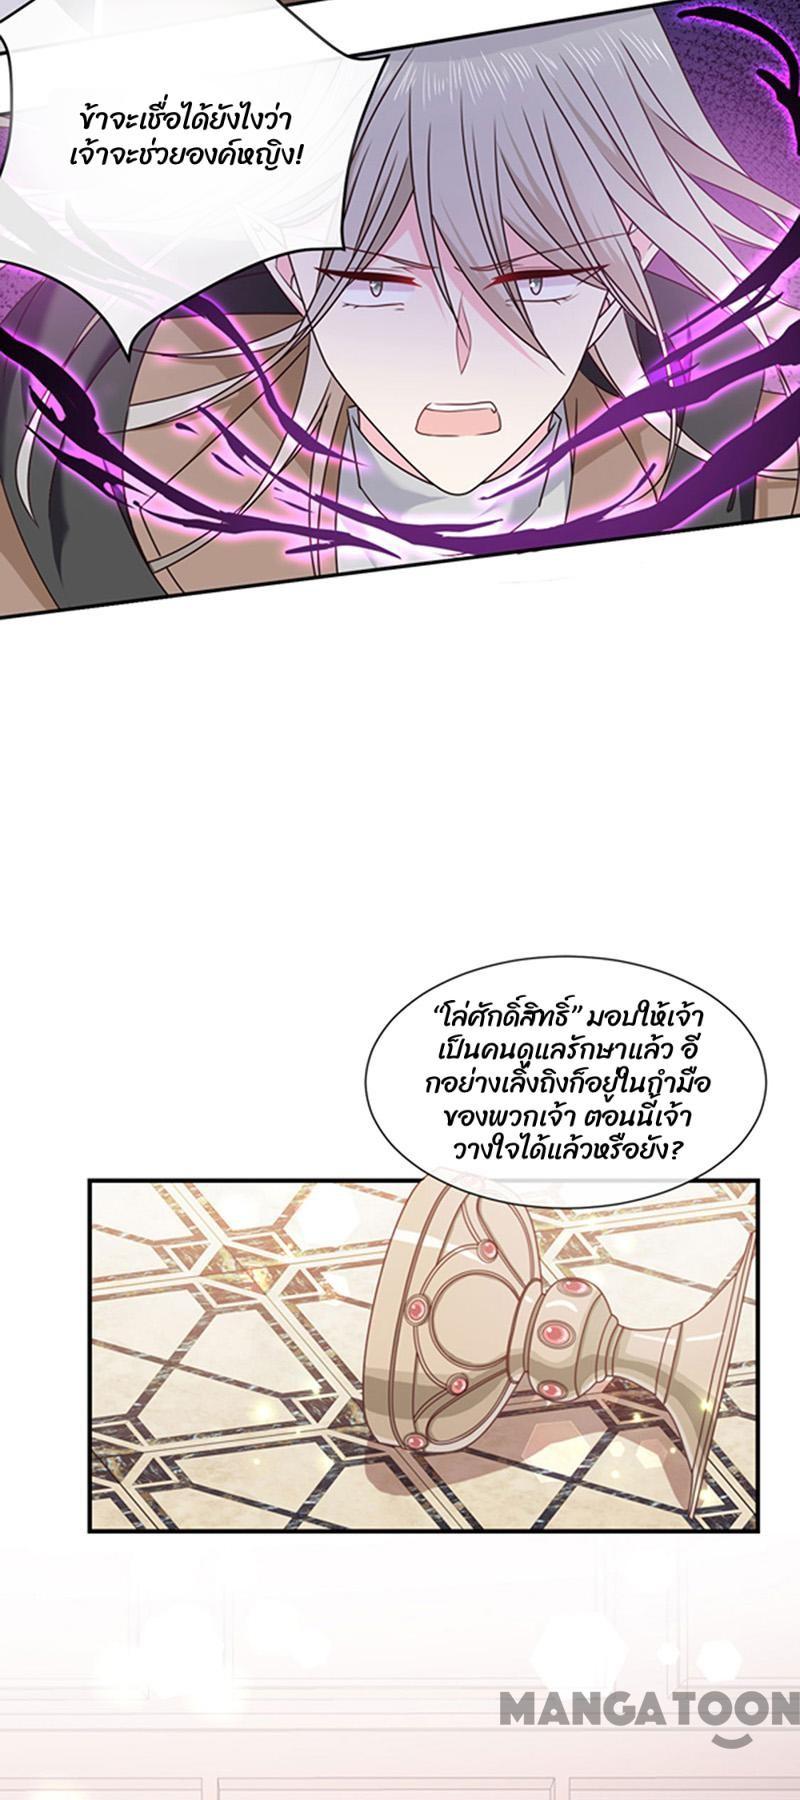 ข้าจะเชื่อได้ยังไงว่า
เจ้าจะช่วยองค์หญิง!
“โล่ศักดิ์สิทธิ์” มอบให้เจ้า
เป็นคนดูแลรักษาแล้ว อี
กอย่างเลิ่งถิงก็อยู่ในกำมือ
ของพวกเจ้า ตอนนี้เจ้า
วางใจได้แล้วหรือยัง?
MANGATOON